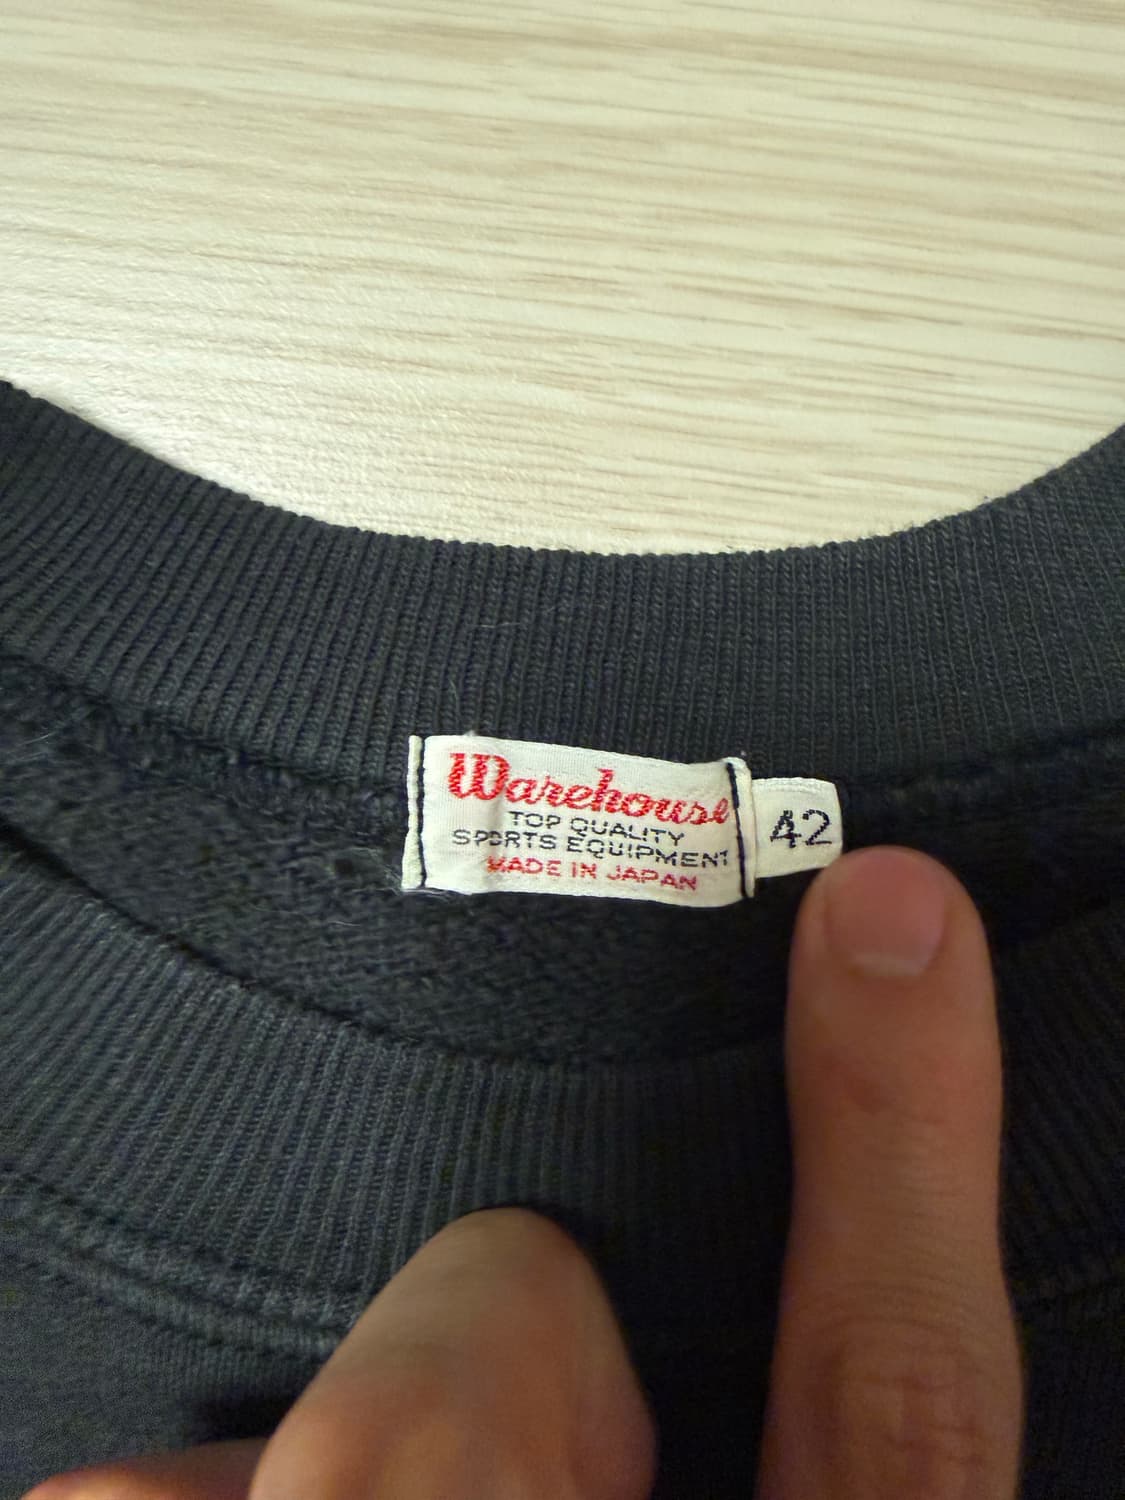 Warehouse
TOP QUALITY
SPORTS EQUIPMENT
MADE IN JAPAN
42